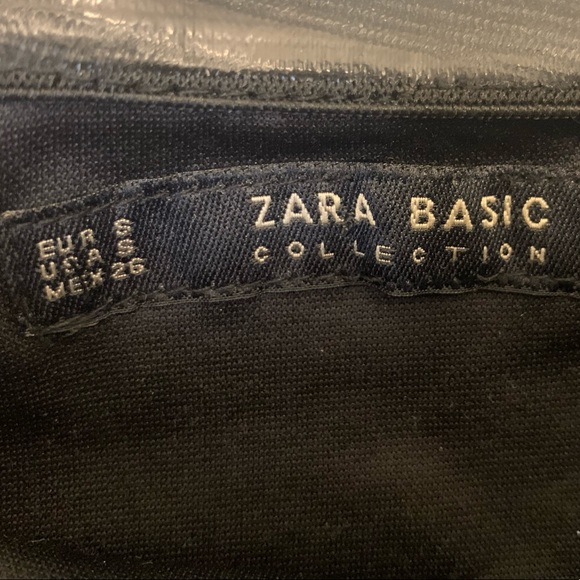 EUR S
USA S
MEX 26
ZARA BASIC
COLLECTION